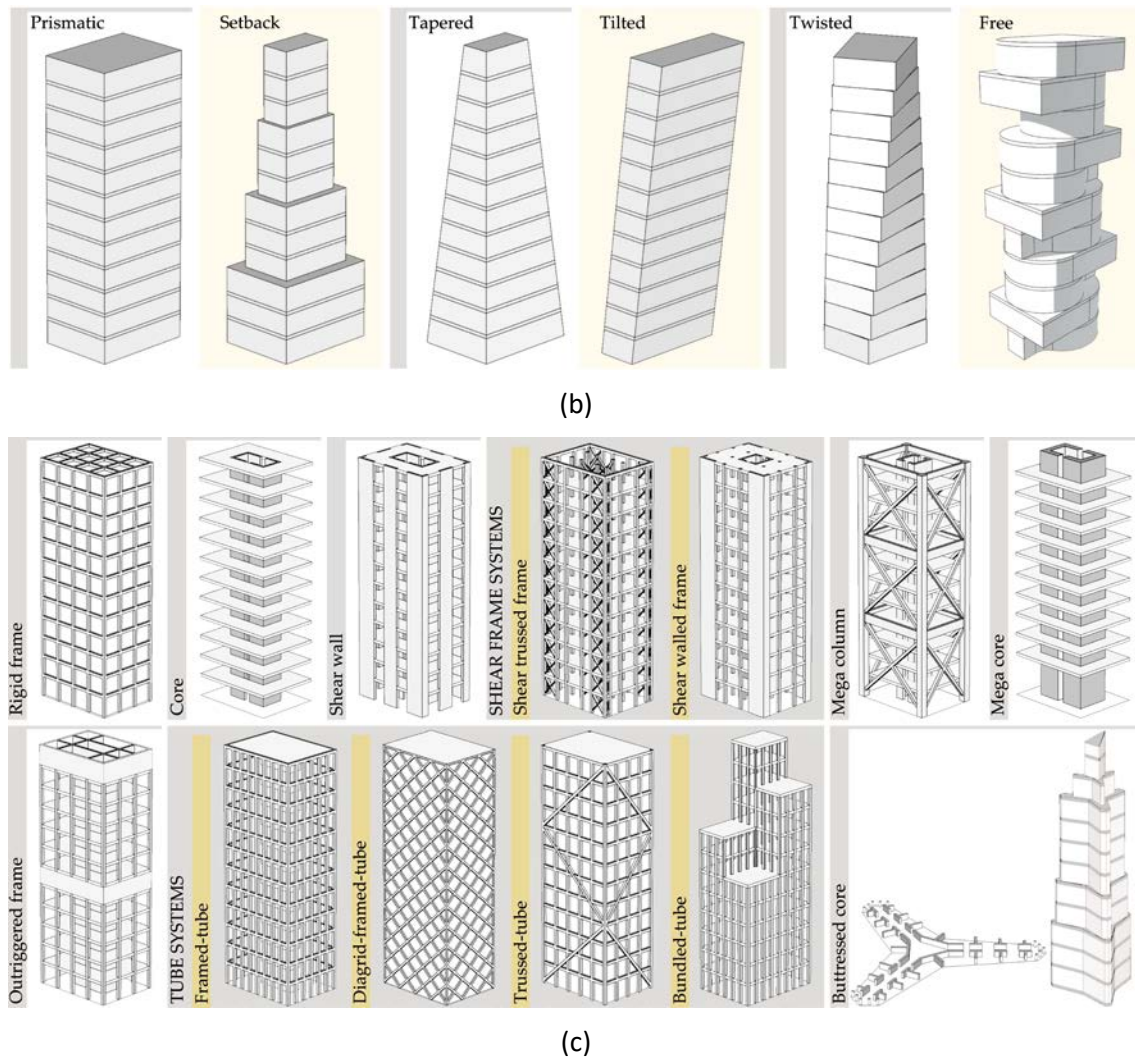 Prismatic
Setback
Tapered
Tilted
Twisted
Free
(b)
Rigid frame
Core
Shear wall
SHEAR FRAME SYSTEMS
Shear trussed frame
Shear walled frame
Mega column
Mega core
Outriggered frame
TUBE SYSTEMS
Framed-tube
Diagrid-framed-tube
Trussed-tube
Bundled-tube
Buttressed core
(c)